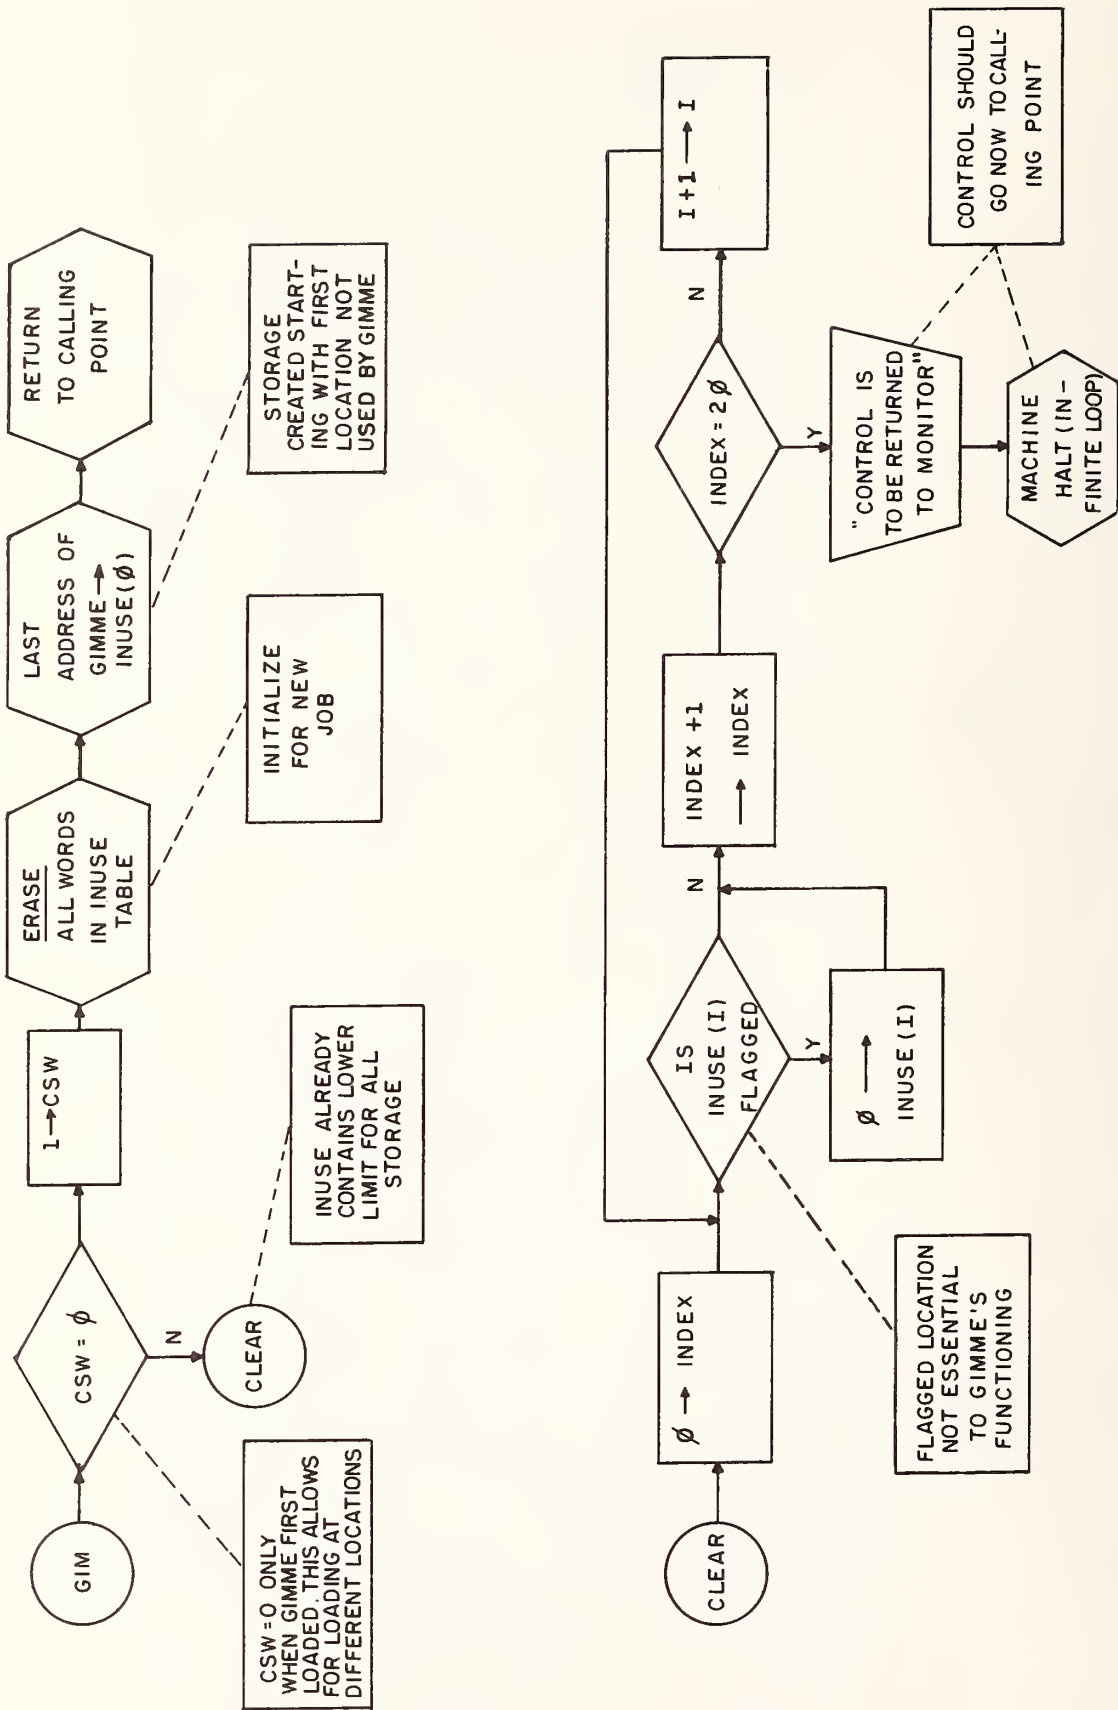 GIM
CSW = Ø
N
CLEAR
1 → CSW
ERASE
ALL WORDS
IN INUSE
TABLE
LAST
ADDRESS OF
GIMME →
INUSE (Ø)
RETURN
TO CALLING
POINT
CSW = 0 ONLY
WHEN GIMME FIRST
LOADED. THIS ALLOWS
FOR LOADING AT
DIFFERENT LOCATIONS
INUSE ALREADY
CONTAINS LOWER
LIMIT FOR ALL
STORAGE
INITIALIZE
FOR NEW
JOB
STORAGE
CREATED START-
ING WITH FIRST
LOCATION NOT
USED BY GIMME
CLEAR
Ø → INDEX
IS
INUSE (I)
FLAGGED
N
Y
Ø →
INUSE (I)
INDEX +1
→ INDEX
INDEX = 2Ø
N
Y
I+1 → I
"CONTROL IS
TO BE RETURNED
TO MONITOR"
MACHINE
HALT (IN-
FINITE LOOP)
FLAGGED LOCATION
NOT ESSENTIAL
TO GIMME'S
FUNCTIONING
CONTROL SHOULD
GO NOW TO CALL-
ING POINT